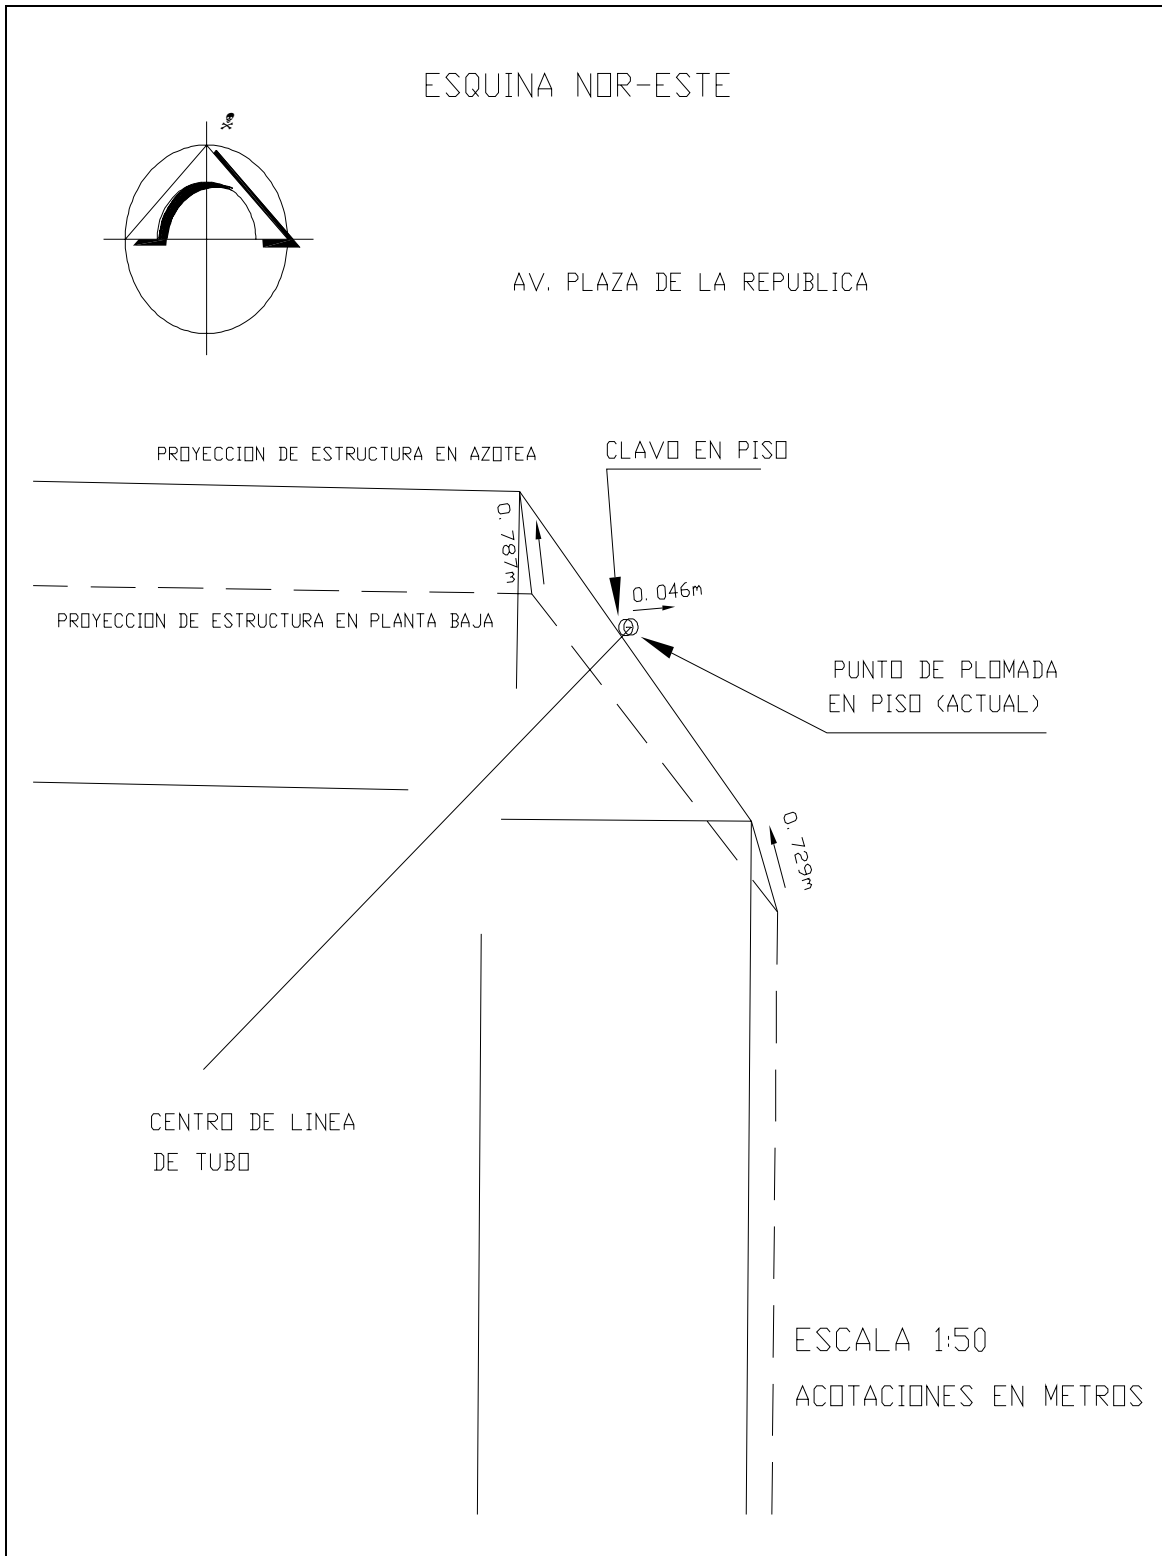 ESQUINA NOR-ESTE
AV. PLAZA DE LA REPUBLICA
PROYECCION DE ESTRUCTURA EN AZOTEA
CLAVO EN PISO
0.787m
0.046m
PROYECCION DE ESTRUCTURA EN PLANTA BAJA
PUNTO DE PLOMADA
EN PISO (ACTUAL)
0.729m
CENTRO DE LINEA
DE TUBO
ESCALA 1:50
ACOTACIONES EN METROS